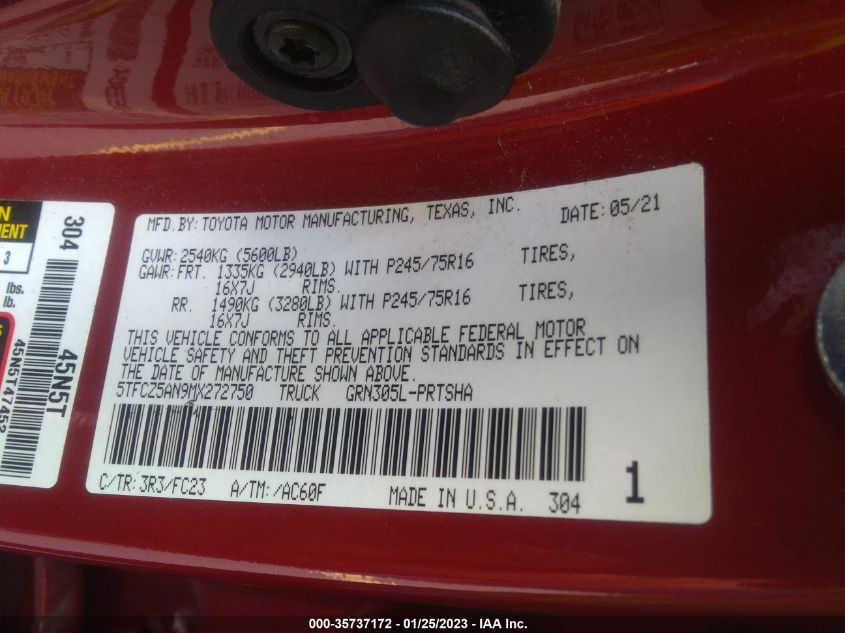 MFD.BY: TOYOTA MOTOR MANUFACTURING, TEXAS, INC. DATE: 05/21
GVWR: 2540KG (5600LB)
GAWR: FRT. 1335KG (2940LB) WITH P245/75R16 TIRES,
16X7J RIMS.
RR. 1490KG (3280LB) WITH P245/75R16 TIRES,
16X7J RIMS.
THIS VEHICLE CONFORMS TO ALL APPLICABLE FEDERAL MOTOR
VEHICLE SAFETY AND THEFT PREVENTION STANDARDS IN EFFECT ON
THE DATE OF MANUFACTURE SHOWN ABOVE.
5TFCZ5AN9MX272750 TRUCK GRN305L-PRTSHA
C/TR: 3R3/FC23 A/TM: /AC60F MADE IN U.S.A. 304 1
3
lbs.
lb.
304
45N5T
45N5T47452
000-35737172 — 01/25/2023 — IAA Inc.